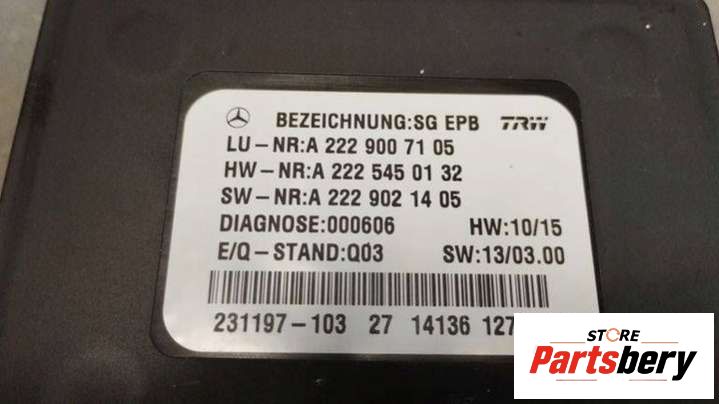 BEZEICHNUNG:SG EPB TRW
LU-NR:A 222 900 71 05
HW-NR:A 222 545 01 32
SW-NR:A 222 902 14 05
DIAGNOSE:000606 HW:10/15
E/Q-STAND:Q03 SW:13/03.00
231197-103 27 14136 127
STORE
Partsbery